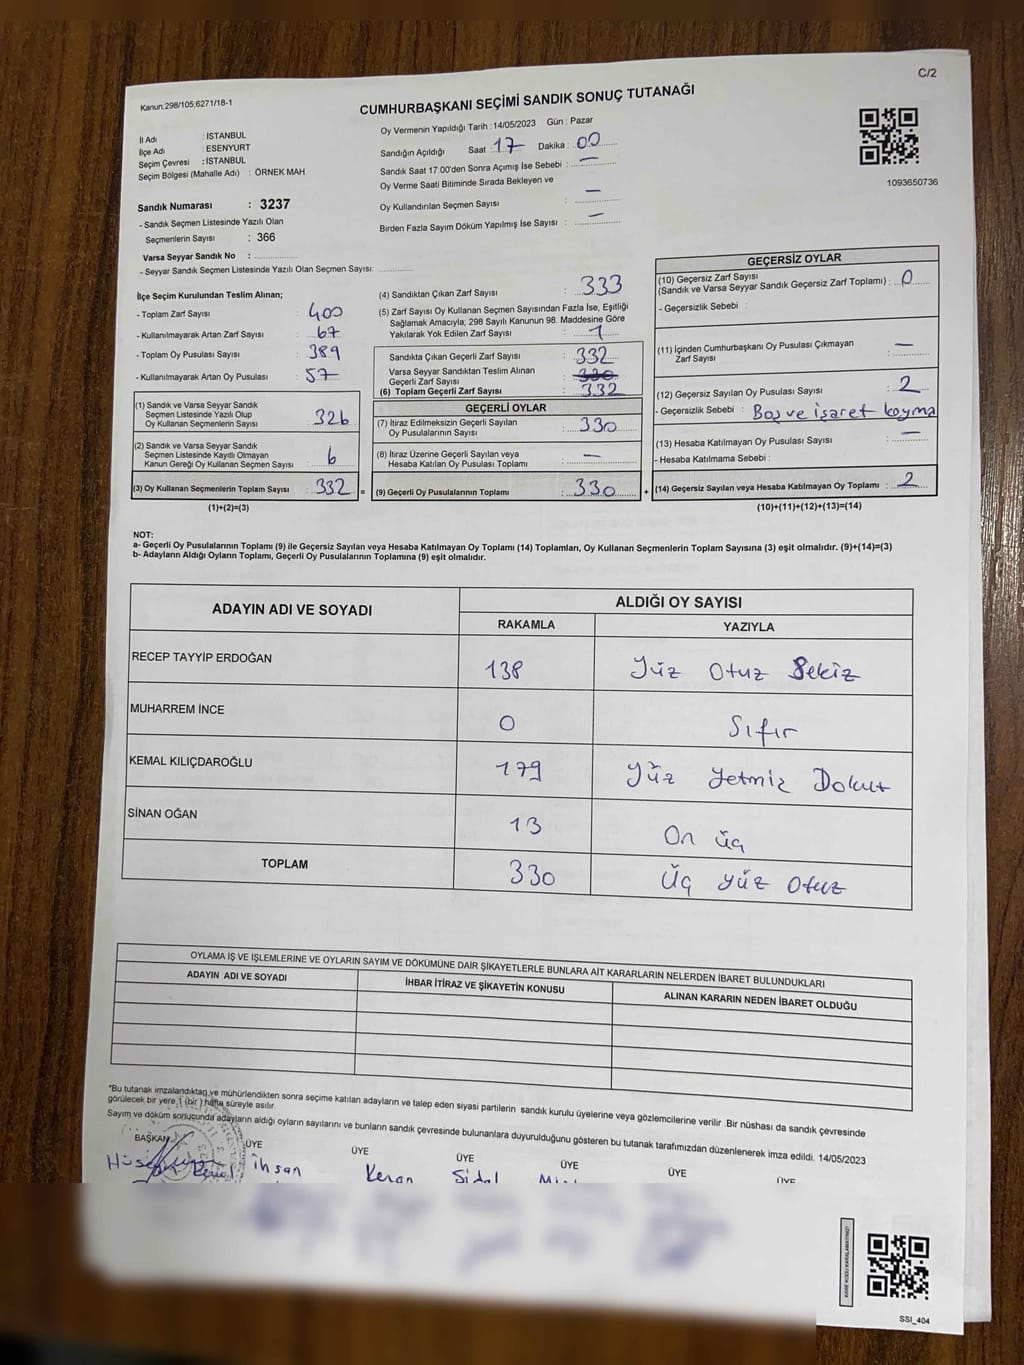 C/2
Kanun:298/105;6271/18-1
CUMHURBAŞKANI SEÇİMİ SANDIK SONUÇ TUTANAĞI
İl Adı : İSTANBUL
İlçe Adı : ESENYURT
Seçim Çevresi : İSTANBUL
Seçim Bölgesi (Mahalle Adı) : ÖRNEK MAH.
Oy Vermenin Yapıldığı Tarih : 14/05/2023 Gün : Pazar
Sandığın Açıldığı Saat : 17 Dakika : 00
Sandık Saat 17:00'den Sonra Açımış İse Sebebi : —
Oy Verme Saati Bitiminde Sırada Bekleyen ve
Oy Kullandırılan Seçmen Sayısı : —
Birden Fazla Sayım Döküm Yapılmış İse Sayısı : —
1093650736
Sandık Numarası : 3237
- Sandık Seçmen Listesinde Yazılı Olan
Seçmenlerin Sayısı : 366
Varsa Seyyar Sandık No :
- Seyyar Sandık Seçmen Listesinde Yazılı Olan Seçmen Sayısı:
İlçe Seçim Kurulundan Teslim Alınan;
- Toplam Zarf Sayısı : 400
- Kullanılmayarak Artan Zarf Sayısı : 67
- Toplam Oy Pusulası Sayısı : 389
- Kullanılmayarak Artan Oy Pusulası : 57
(1) Sandık ve Varsa Seyyar Sandık
Seçmen Listesinde Yazılı Olup
Oy Kullanan Seçmenlerin Sayısı : 326
(2) Sandık ve Varsa Seyyar Sandık
Seçmen Listesinde Kayıtlı Olmayan
Kanun Gereği Oy Kullanan Seçmen Sayısı : 6
(3) Oy Kullanan Seçmenlerin Toplam Sayısı : 332 =
(1)+(2)=(3)
(4) Sandıktan Çıkan Zarf Sayısı : 333
(5) Zarf Sayısı Oy Kullanan Seçmen Sayısından Fazla İse, Eşitliği
Sağlamak Amacıyla; 298 Sayılı Kanunun 98. Maddesine Göre
Yakılarak Yok Edilen Zarf Sayısı : 1
Sandıkta Çıkan Geçerli Zarf Sayısı : 332
Varsa Seyyar Sandıktan Teslim Alınan
Geçerli Zarf Sayısı : 330
(6) Toplam Geçerli Zarf Sayısı : 332
GEÇERLİ OYLAR
(7) İtiraz Edilmeksizin Geçerli Sayılan
Oy Pusulalarının Sayısı : 330
(8) İtiraz Üzerine Geçerli Sayılan veya
Hesaba Katılan Oy Pusulası Toplamı : —
(9) Geçerli Oy Pusulalarının Toplamı : 330 +
GEÇERSİZ OYLAR
(10) Geçersiz Zarf Sayısı
(Sandık ve Varsa Seyyar Sandık Geçersiz Zarf Toplamı) : 0
- Geçersizlik Sebebi :
(11) İçinden Cumhurbaşkanı Oy Pusulası Çıkmayan
Zarf Sayısı : —
(12) Geçersiz Sayılan Oy Pusulası Sayısı : 2
- Geçersizlik Sebebi : Boş ve işaret koyma
(13) Hesaba Katılmayan Oy Pusulası Sayısı : —
- Hesaba Katılmama Sebebi :
(14) Geçersiz Sayılan veya Hesaba Katılmayan Oy Toplamı : 2
(10)+(11)+(12)+(13)=(14)
NOT:
a- Geçerli Oy Pusulalarının Toplamı (9) ile Geçersiz Sayılan veya Hesaba Katılmayan Oy Toplamı (14) Toplamları, Oy Kullanan Seçmenlerin Toplam Sayısına (3) eşit olmalıdır. (9)+(14)=(3)
b- Adayların Aldığı Oyların Toplamı, Geçerli Oy Pusulalarının Toplamına (9) eşit olmalıdır.
ADAYIN ADI VE SOYADI
ALDIĞI OY SAYISI
RAKAMLA YAZIYLA
RECEP TAYYİP ERDOĞAN 138 Yüz Otuz Sekiz
MUHARREM İNCE 0 Sıfır
KEMAL KILIÇDAROĞLU 179 Yüz Yetmiz Dokuz
SİNAN OĞAN 13 On üç
TOPLAM 330 Üç yüz Otuz
OYLAMA İŞ VE İŞLEMLERİNE VE OYLARIN SAYIM VE DÖKÜMÜNE DAİR ŞİKAYETLERLE BUNLARA AİT KARARLARIN NELERDEN İBARET BULUNDUKLARI
ADAYIN ADI VE SOYADI İHBAR İTİRAZ VE ŞİKAYETİN KONUSU ALINAN KARARIN NEDEN İBARET OLDUĞU
*Bu tutanak imzalandıktan ve mühürlendikten sonra seçime katılan adayların ve talep eden siyasi partilerin sandık kurulu üyelerine veya gözlemcilerine verilir. Bir nüshası da sandık çevresinde
görülecek bir yere 1 (bir) hafta süreyle asılır.
Sayım ve döküm sonucunda adayların aldığı oyların sayılarını ve bunların sandık çevresinde bulunanlara duyurulduğunu gösteren bu tutanak tarafımızdan düzenlenerek imza edildi. 14/05/2023
BAŞKAN ÜYE ÜYE ÜYE ÜYE ÜYE ÜYE
İhsan Kenan
SSI_404